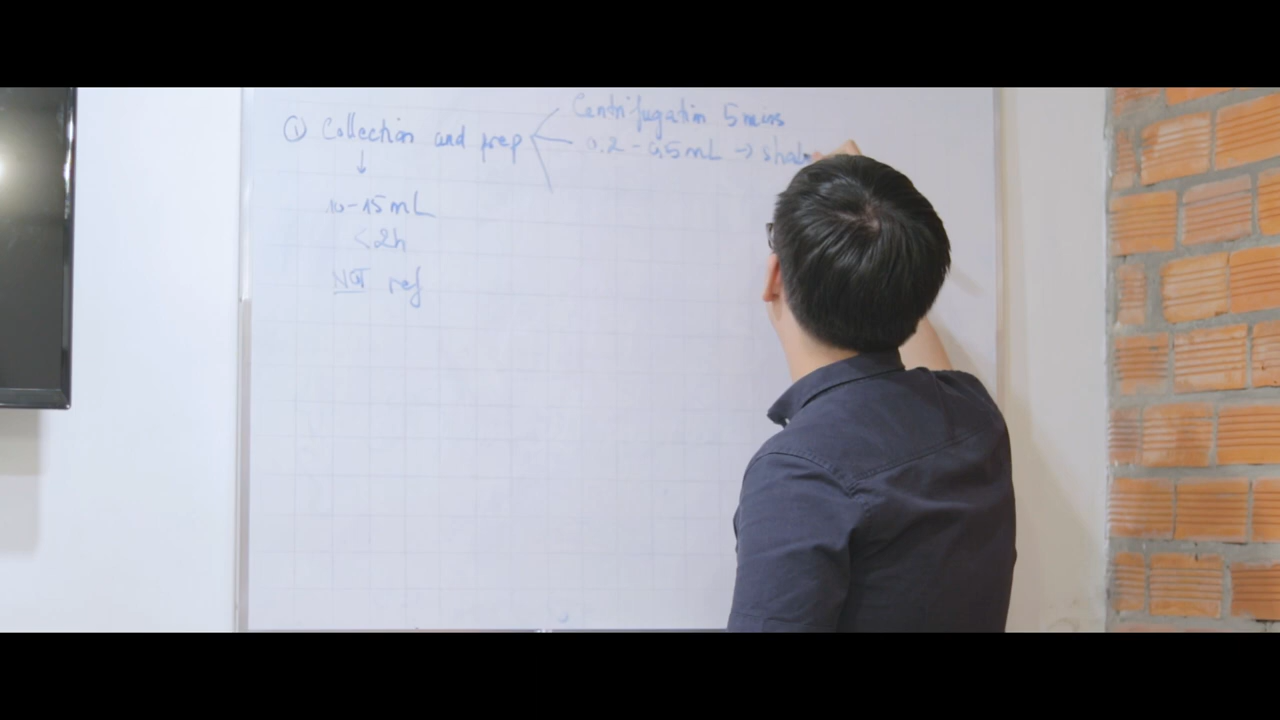 ① Collection and prep
Centrifugation 5 mins
0.2 - 0,5 mL →
↓
10-15 mL
<2h
NOT ref